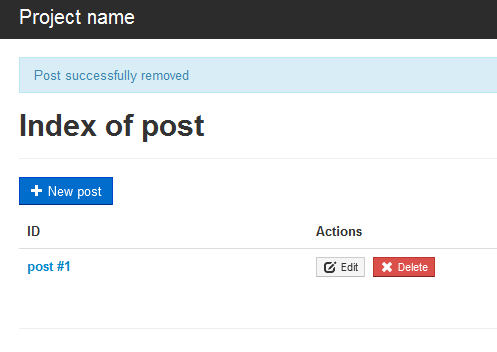 Project name
Post successfully removed
Index of post
New post
ID Actions
post #1 Edit Delete